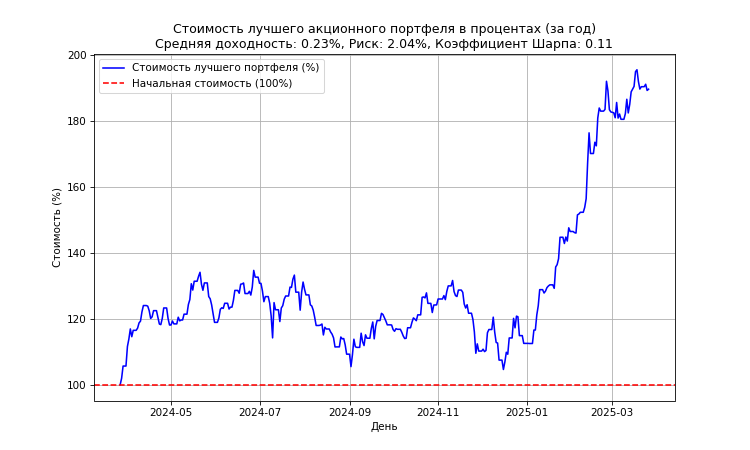 Стоимость лучшего акционного портфеля в процентах (за год)
Средняя доходность: 0.23%, Риск: 2.04%, Коэффициент Шарпа: 0.11
Стоимость лучшего портфеля (%)
Начальная стоимость (100%)
Стоимость (%)
200
180
160
140
120
100
2024-05 2024-07 2024-09 2024-11 2025-01 2025-03
День